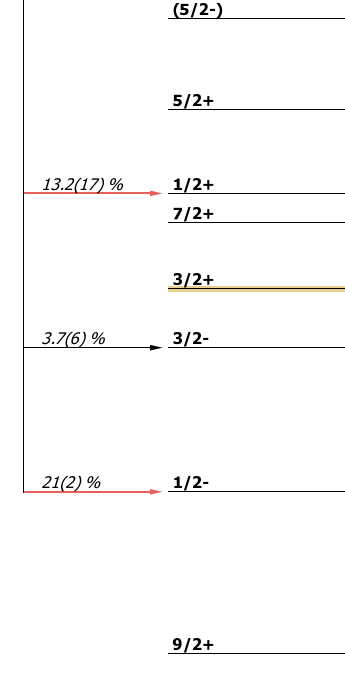 (5/2-)
5/2+
13.2(17) % 1/2+
7/2+
3/2+
3.7(6) % 3/2-
21(2) % 1/2-
9/2+